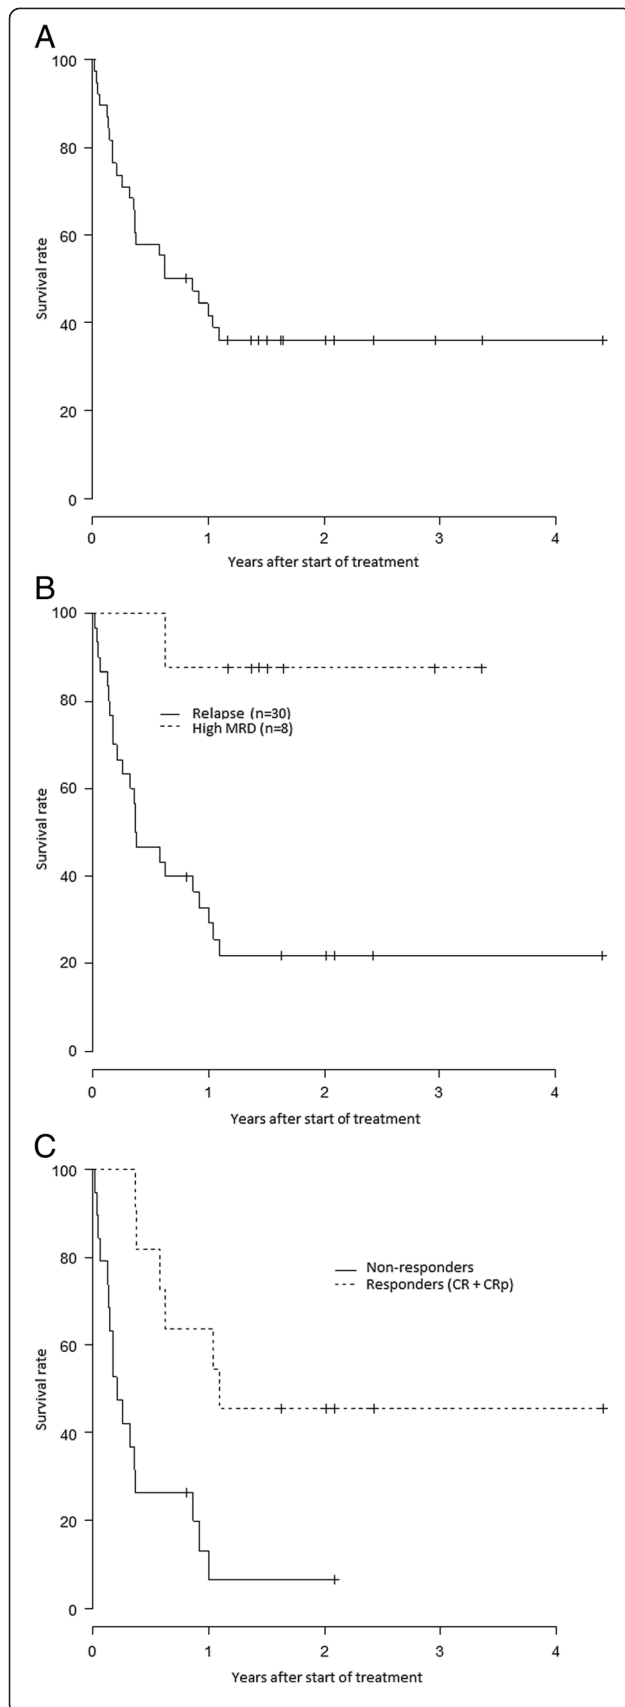 A
100
80
60
40
20
0
Survival rate
0 1 2 3 4
Years after start of treatment
B
100
80
60
40
20
0
Survival rate
Relapse (n=30)
High MRD (n=8)
0 1 2 3 4
Years after start of treatment
C
100
80
60
40
20
0
Survival rate
Non-responders
Responders (CR + CRp)
0 1 2 3 4
Years after start of treatment